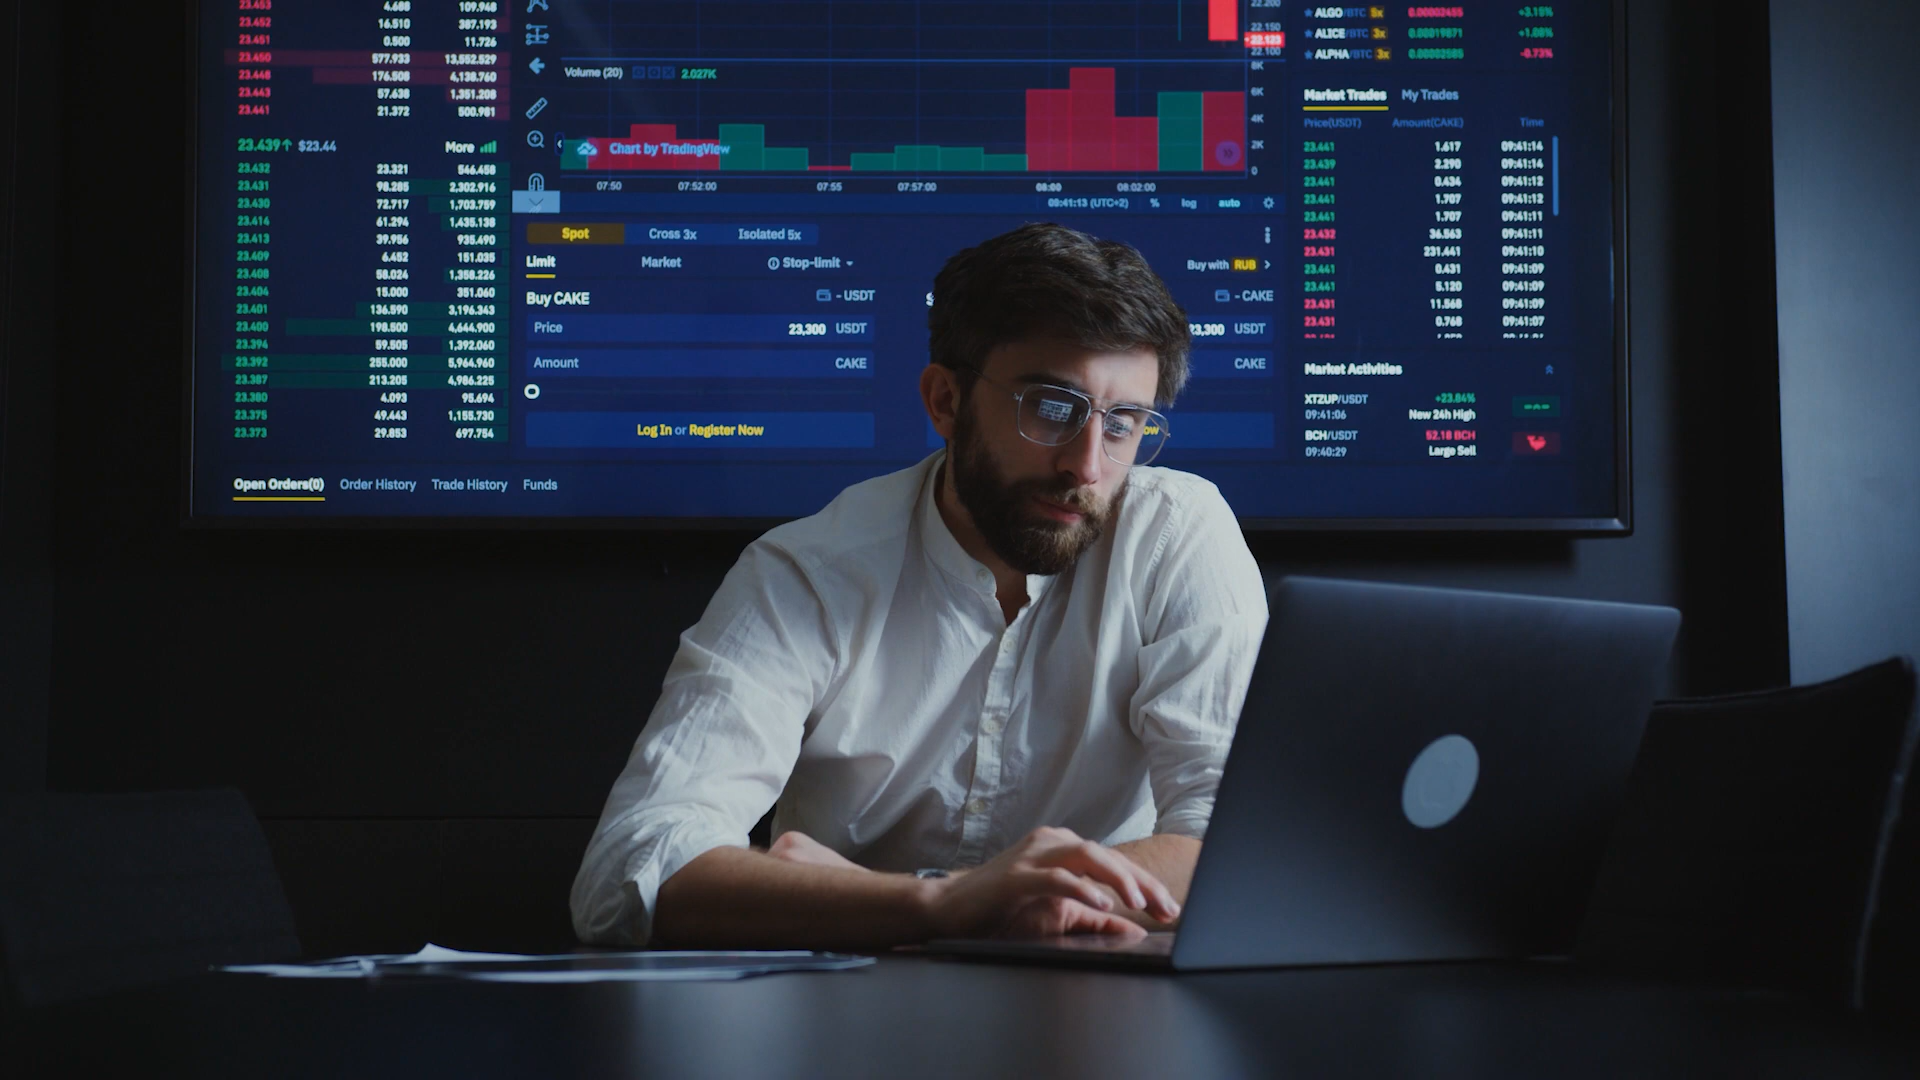 23.453 4.688 109.948
23.452 16.510 387.193
23.451 0.500 11.726
23.450 577.933 13,552.529
23.448 176.508 4,138.760
23.443 57.638 1,351.208
23.441 21.372 500.981
23.439↑ $23.44 More
23.432 23.321 546.458
23.431 98.285 2,302.916
23.430 72.717 1,703.759
23.414 61.294 1,435.138
23.413 39.956 935.490
23.409 6.452 151.035
23.408 58.024 1,358.226
23.404 15.000 351.060
23.401 136.590 3,196.343
23.400 198.500 4,644.900
23.394 59.505 1,392.060
23.392 255.000 5,964.960
23.387 213.205 4,986.225
23.380 4.093 95.694
23.375 49.443 1,155.730
23.373 29.853 697.754
Open Orders(0) Order History Trade History Funds
22.200
22.150
22.123
22.100
Volume (20) 2.027K
8K
6K
4K
2K
0
Chart by TradingView
07:50 07:52:00 07:55 07:57:00 08:00 08:02:00
09:41:13 (UTC+2) % log auto
Spot Cross 3x Isolated 5x
Limit Market Stop-limit
Buy with RUB
Buy CAKE - USDT
- CAKE
Price 23,300 USDT
23,300 USDT
Amount CAKE
CAKE
Log In or Register Now
ow
ALGO/BTC 5x 0.00002455 +3.15%
ALICE/BTC 3x 0.00019871 +1.08%
ALPHA/BTC 3x 0.00002585 -0.73%
Market Trades My Trades
Price(USDT) Amount(CAKE) Time
23.441 1.617 09:41:14
23.439 2.290 09:41:14
23.441 0.434 09:41:12
23.441 1.707 09:41:12
23.441 1.707 09:41:11
23.432 36.563 09:41:11
23.431 231.441 09:41:10
23.441 0.431 09:41:09
23.441 5.120 09:41:09
23.431 11.568 09:41:09
23.431 0.768 09:41:07
Market Activities
XTZUP/USDT +23.84%
09:41:06 New 24h High
BCH/USDT 52.18 BCH
09:40:29 Large Sell